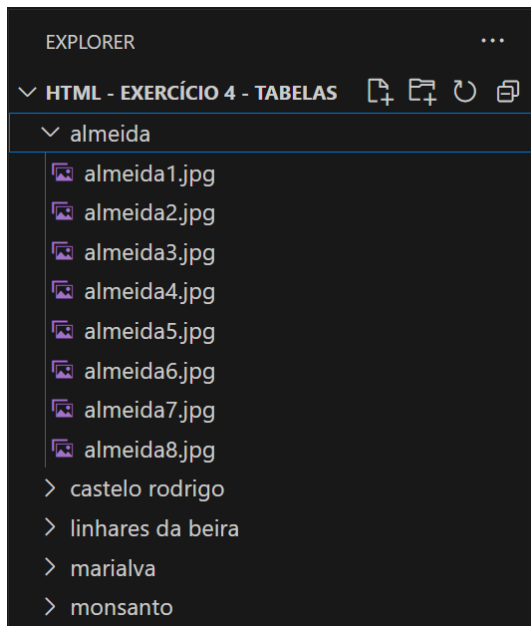 EXPLORER
HTML - EXERCÍCIO 4 - TABELAS
almeida
almeida1.jpg
almeida2.jpg
almeida3.jpg
almeida4.jpg
almeida5.jpg
almeida6.jpg
almeida7.jpg
almeida8.jpg
castelo rodrigo
linhares da beira
marialva
monsanto